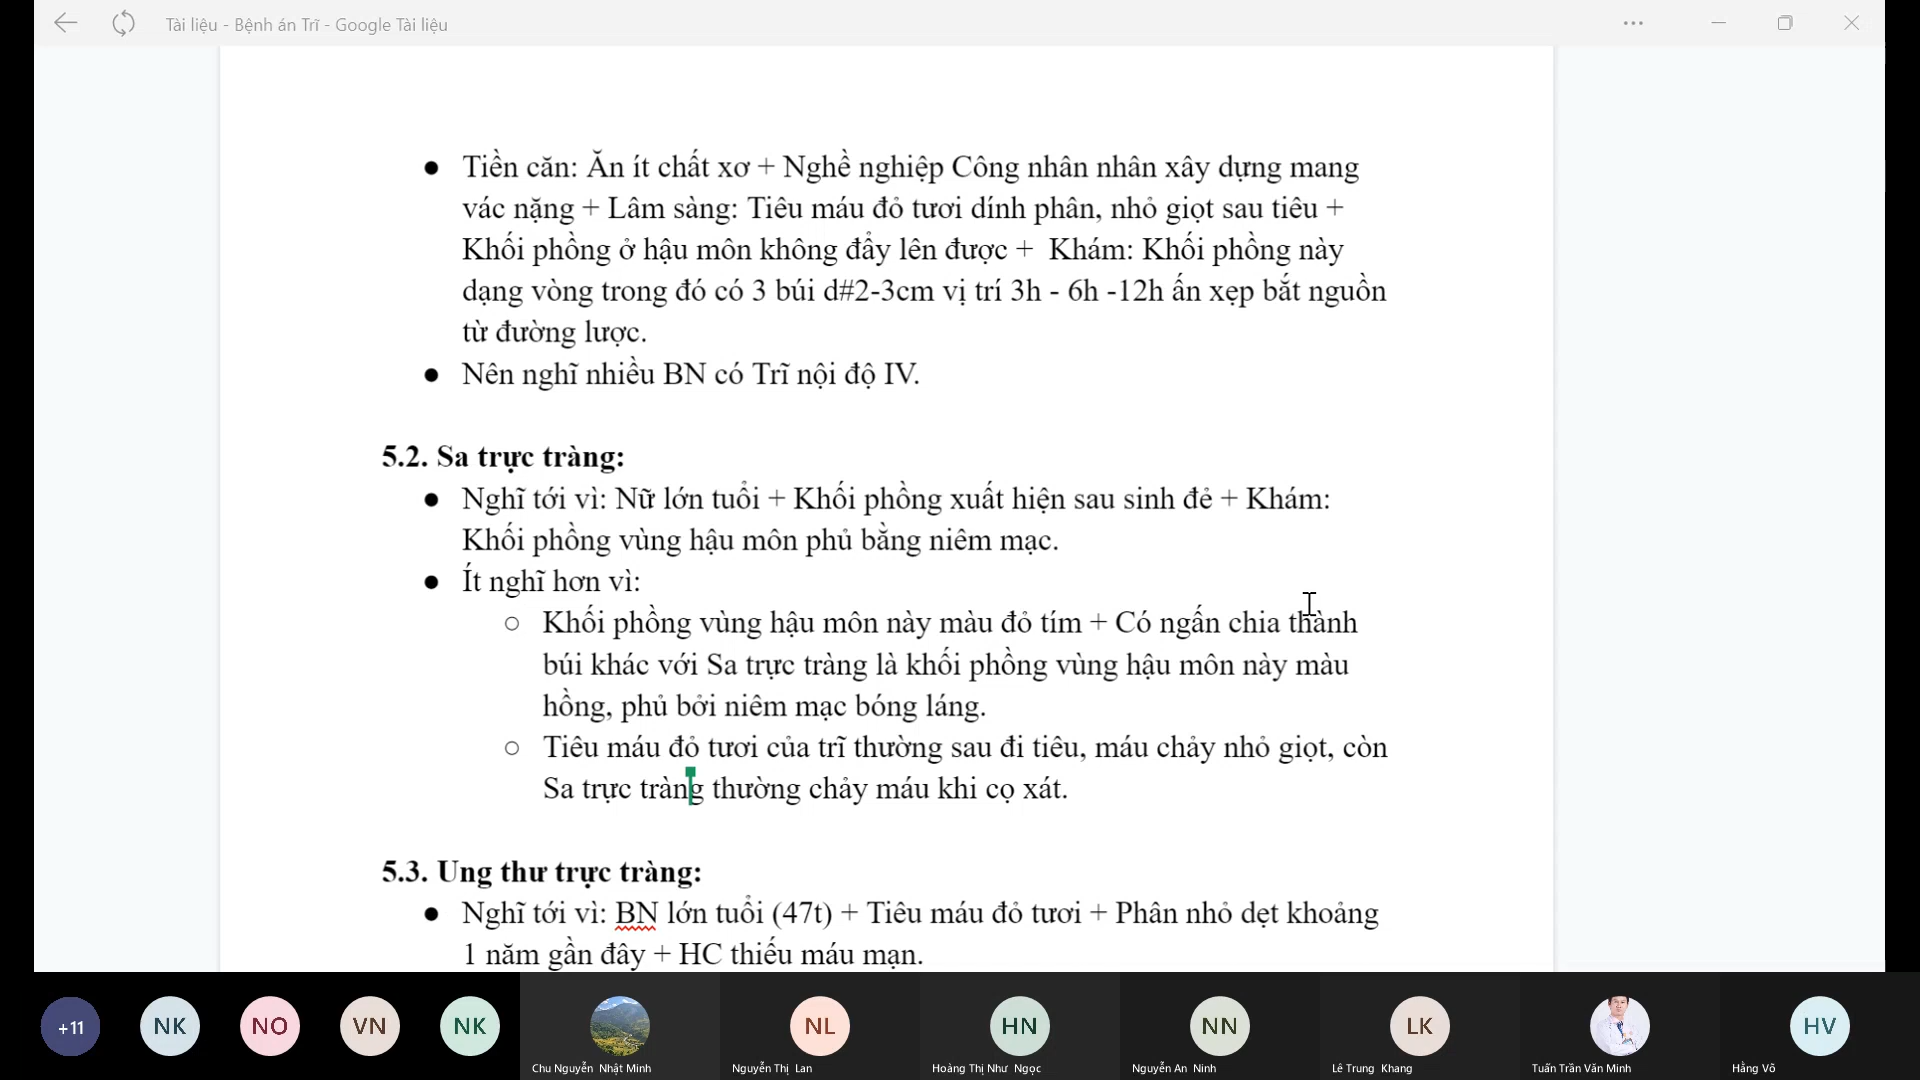 Tài liệu - Bệnh án Trĩ - Google Tài liệu
● Tiền căn: Ăn ít chất xơ + Nghề nghiệp Công nhân nhân xây dựng mang
vác nặng + Lâm sàng: Tiêu máu đỏ tươi dính phân, nhỏ giọt sau tiêu +
Khối phồng ở hậu môn không đẩy lên được + Khám: Khối phồng này
dạng vòng trong đó có 3 búi d#2-3cm vị trí 3h - 6h -12h ấn xẹp bắt nguồn
từ đường lược.
● Nên nghĩ nhiều BN có Trĩ nội độ IV.
5.2. Sa trực tràng:
● Nghĩ tới vì: Nữ lớn tuổi + Khối phồng xuất hiện sau sinh đẻ + Khám:
Khối phồng vùng hậu môn phủ bằng niêm mạc.
● Ít nghĩ hơn vì:
○ Khối phồng vùng hậu môn này màu đỏ tím + Có ngấn chia thành
búi khác với Sa trực tràng là khối phồng vùng hậu môn này màu
hồng, phủ bởi niêm mạc bóng láng.
○ Tiêu máu đỏ tươi của trĩ thường sau đi tiêu, máu chảy nhỏ giọt, còn
Sa trực tràng thường chảy máu khi cọ xát.
5.3. Ung thư trực tràng:
● Nghĩ tới vì: BN lớn tuổi (47t) + Tiêu máu đỏ tươi + Phân nhỏ dẹt khoảng
1 năm gần đây + HC thiếu máu mạn.
+11 NK NO VN NK NL HN NN LK HV
Chu Nguyễn Nhật Minh Nguyễn Thị Lan Hoàng Thị Như Ngọc Nguyễn An Ninh Lê Trung Khang Tuấn Trần Văn Minh Hằng Võ